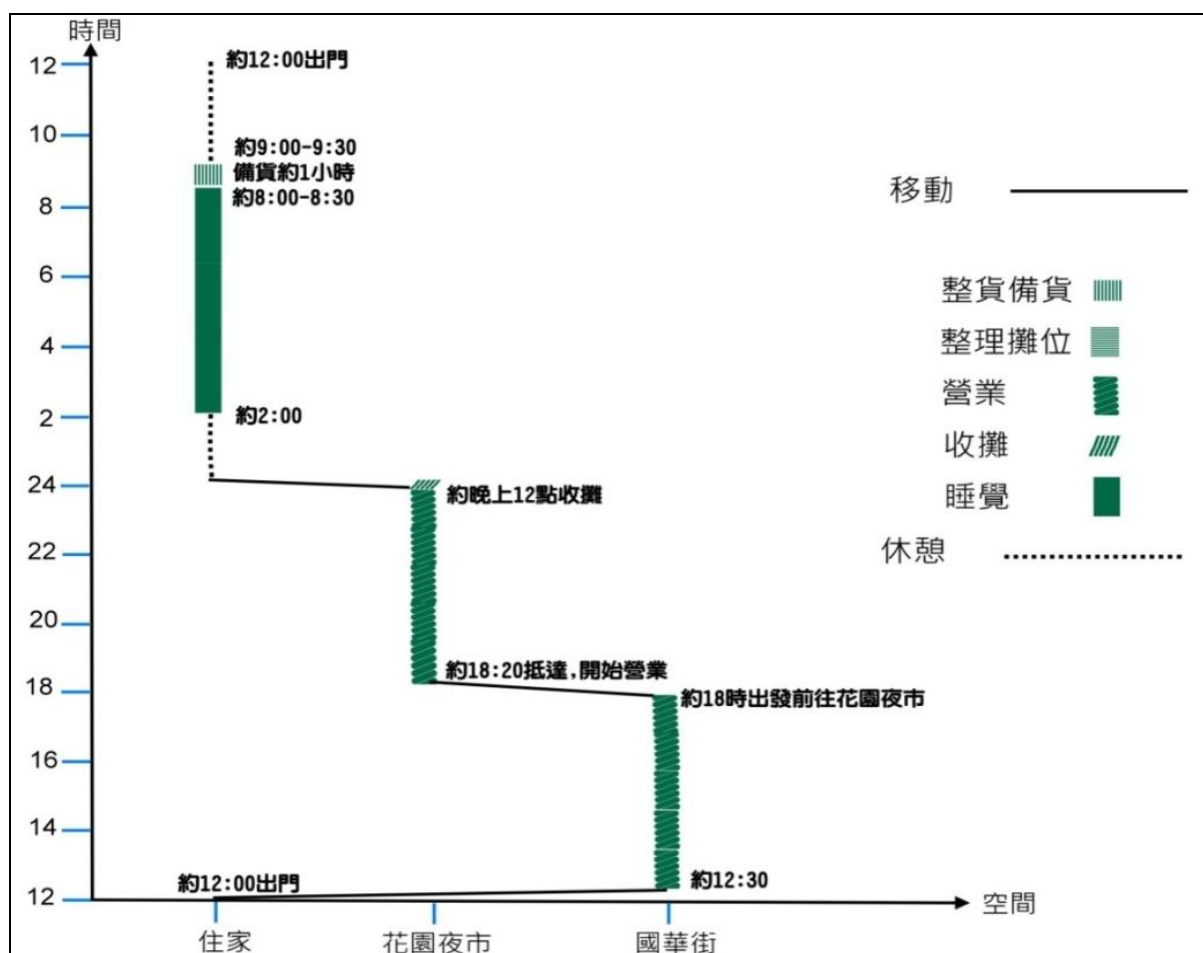 時間
12
約12:00出門
10
約9:00-9:30
備貨約1小時
約8:00-8:30
8
6
4
2
約2:00
24
約晚上12點收攤
22
20
約18:20抵達,開始營業
18
約18時出發前往花園夜市
16
14
約12:00出門
約12:30
12
空間
住家
花園夜市
國華街
移動
整貨備貨
整理攤位
營業
收攤
睡覺
休憩